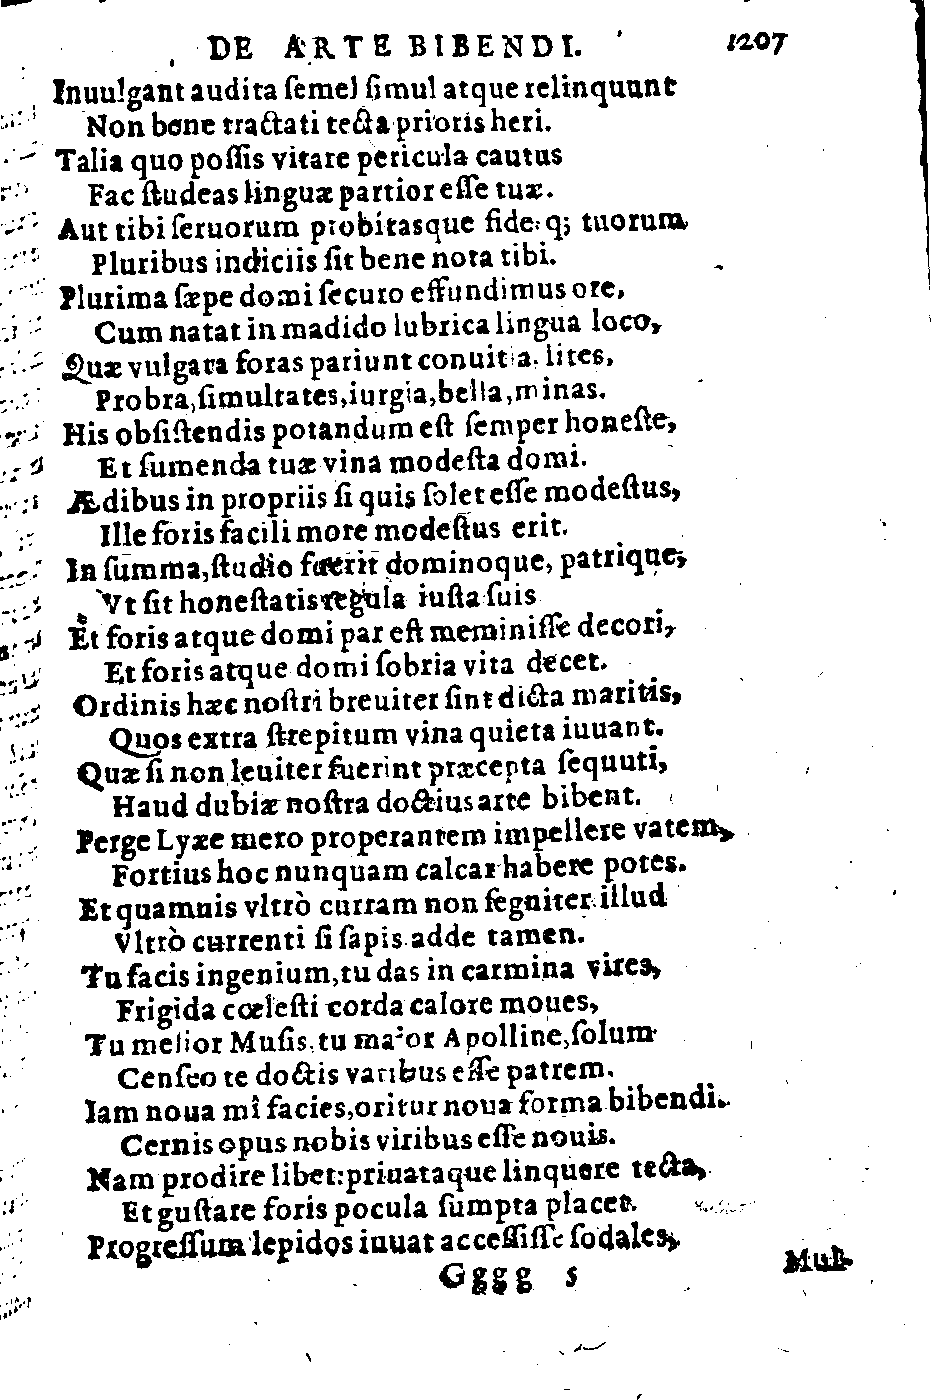 DE ARTE BIBENDI. 1207
Inuulgant audita ſemel ſimul atque relinquunt
Non bene tractati tecta prioris heri.
Talia quo poſſis vitare pericula cautus
Fac ſtudeas linguæ partior eſſe tuæ.
Aut tibi ſeruorum probitasque fideq; tuorum
Pluribus indiciis ſit bene nota tibi.
Plurima ſæpe domi ſecuro effundimus ore,
Cum natat in madido lubrica lingua loco,
Quæ vulgata foras pariunt conuitia, lites,
Probra, ſimultates, iurgia, bella, minas.
His obſiſtendis potandum eſt ſemper honeſte,
Et ſumenda tuæ vina modeſta domi.
Ædibus in propriis ſi quis ſolet eſſe modeſtus,
Ille foris facili more modeſtus erit.
In ſumma, ſtudio fuerit dominoque, patrique,
Vt ſit honeſtatis regula iuſta ſuis
Et foris atque domi par eſt meminiſſe decori,
Et foris atque domi ſobria vita decet.
Ordinis hæc noſtri breuiter ſint dicta maritis,
Quos extra ſtrepitum vina quieta iuuant.
Quæ ſi non leuiter fuerint præcepta ſequuti,
Haud dubiæ noſtra doctius arte bibent.
Perge Lyæe mero properantem impellere vatem,
Fortius hoc nunquam calcar habere potes.
Et quamuis vltrò curram non ſegniter illud
Vltrò currenti ſi ſapis adde tamen.
Tu facis ingenium, tu das in carmina vires,
Frigida cœleſti corda calore moues,
Tu melior Muſis, tu maior Apolline, ſolum
Cenſeo te doctis vatibus eſſe patrem.
Iam noua mî facies, oritur noua forma bibendi.
Cernis opus nobis viribus eſſe nouis.
Nam prodire libet: priuataque linquere tecta,
Et guſtare foris pocula ſumpta placet.
Progreſſum lepidos iuuat acceſſiſſe ſodales,
Gggg 5 Muſ-